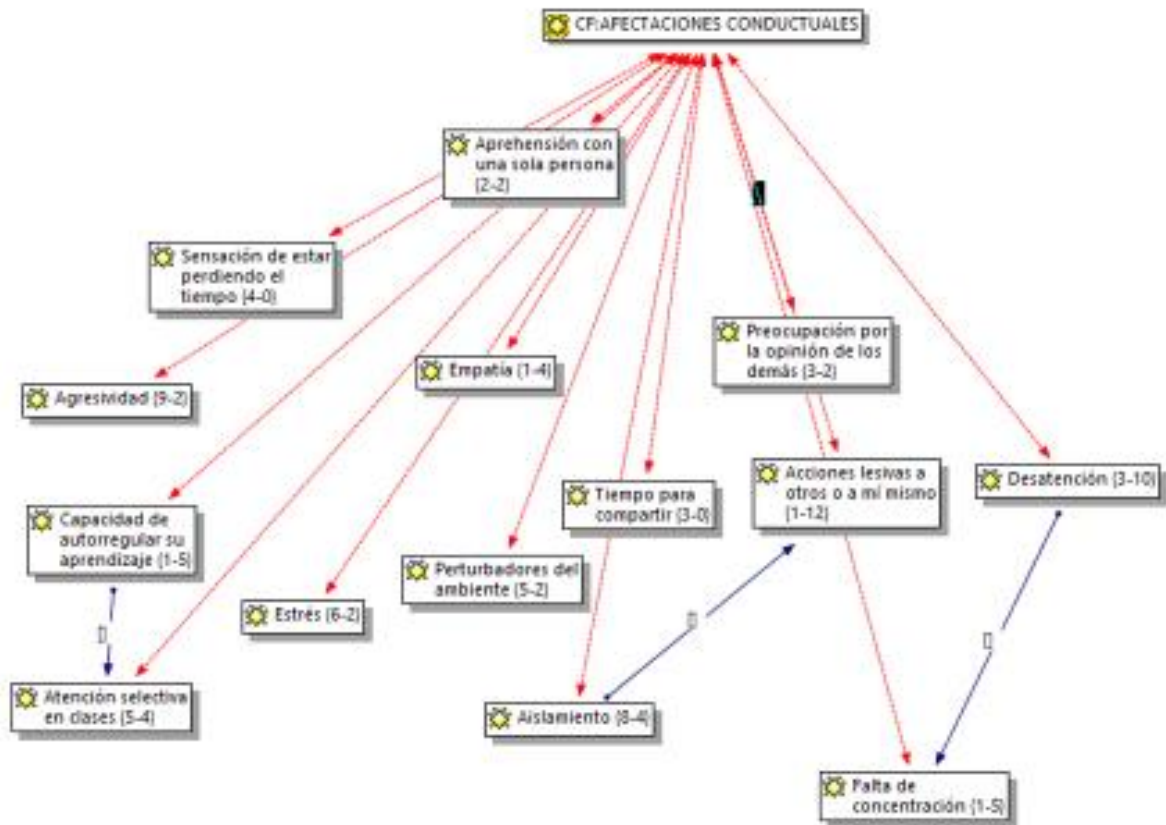 CF:AFECTACIONES CONDUCTUALES
Aprehensión con
una sola persona
{2-2}
Sensación de estar
perdiendo el
tiempo {4-0}
Preocupación por
la opinión de los
demás {3-2}
Empatía {1-4}
Agresividad {9-2}
Acciones lesivas a
otros o a mí mismo
{1-12}
Desatención {3-10}
Tiempo para
compartir {3-0}
Capacidad de
autorregular su
aprendizaje {1-5}
Perturbadores del
ambiente {5-2}
Estrés {6-2}
Atención selectiva
en clases {5-4}
Aislamiento {8-4}
Falta de
concentración {1-5}